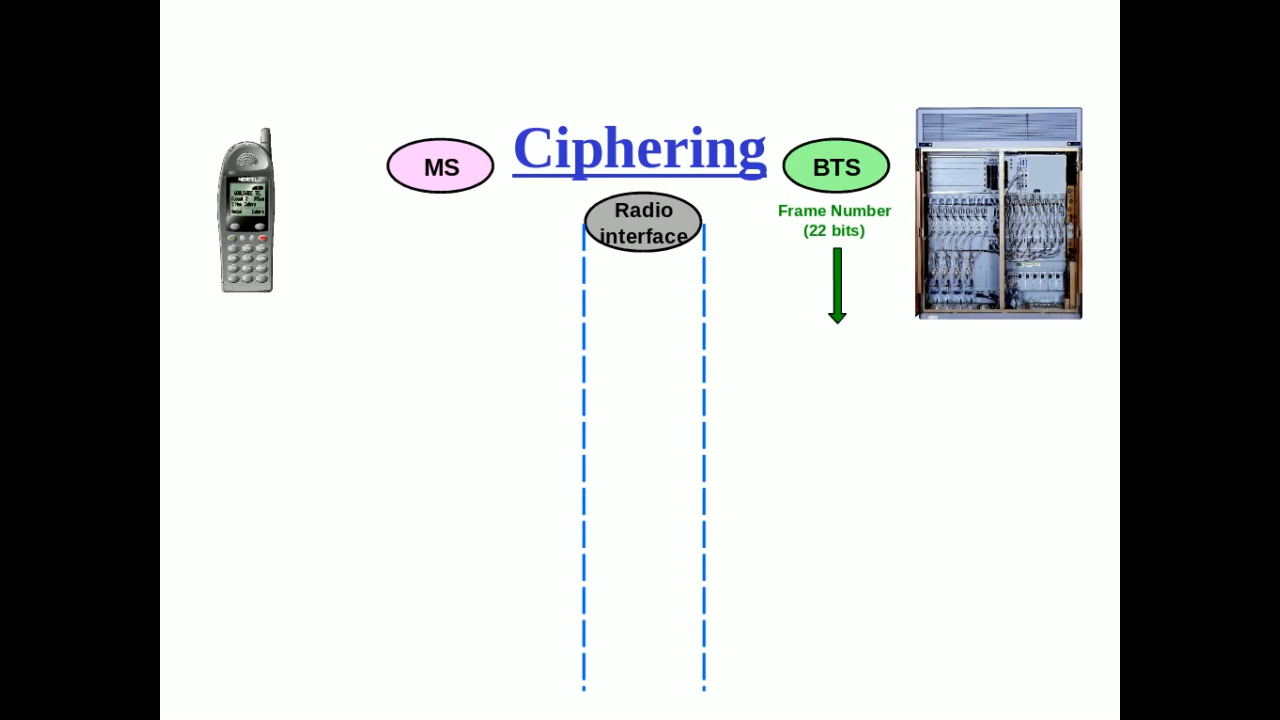 Ciphering
MS
BTS
Radio
interface
Frame Number
(22 bits)